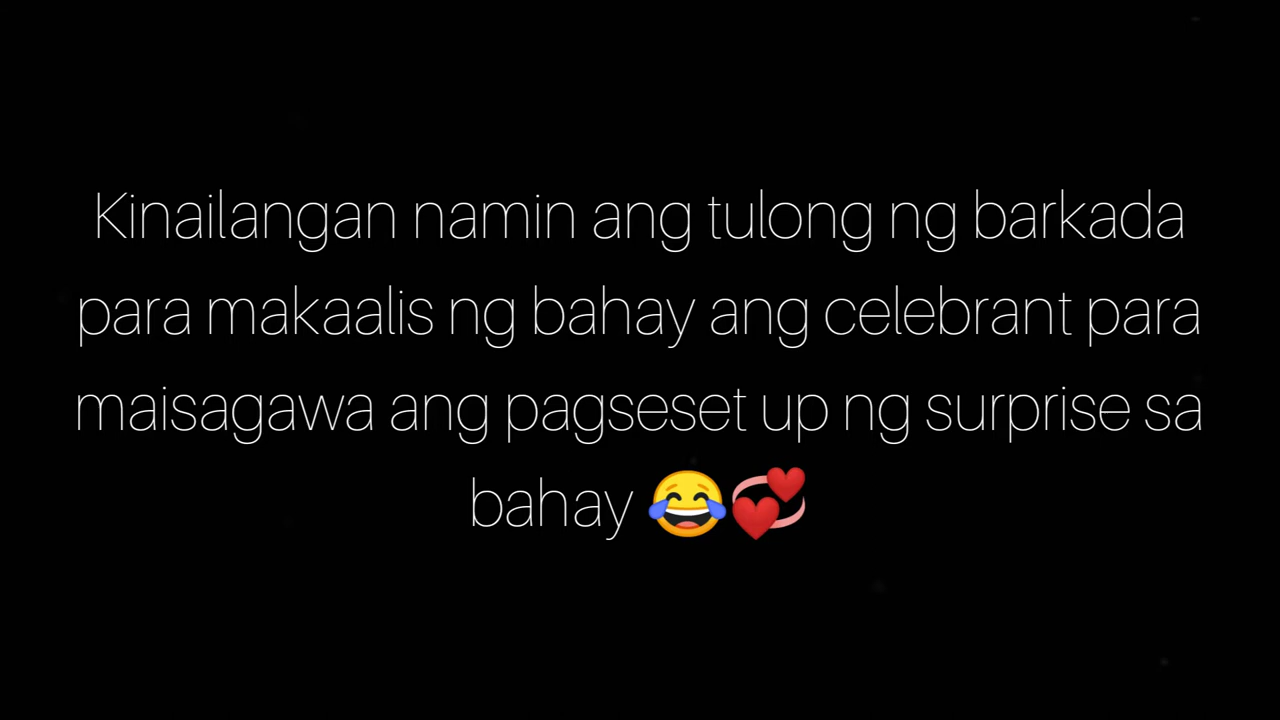 Kinailangan namin ang tulong ng barkada
para makaalis ng bahay ang celebrant para
maisagawa ang pagseset up ng surprise sa
bahay 😂💞